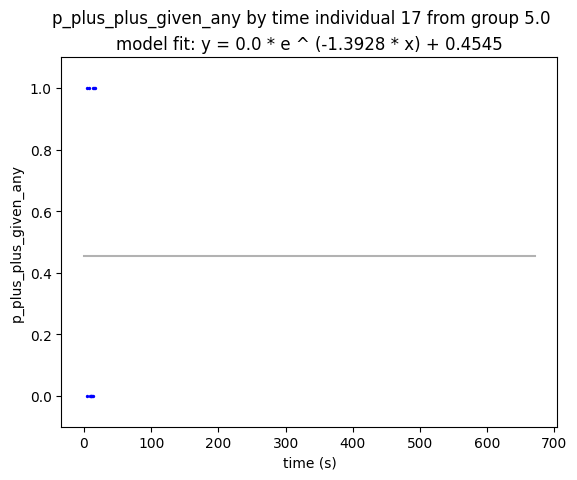 p_plus_plus_given_any by time individual 17 from group 5.0
model fit: y = 0.0 * e ^ (-1.3928 * x) + 0.4545
1.0
0.8
0.6
0.4
0.2
0.0
p_plus_plus_given_any
0 100 200 300 400 500 600 700
time (s)